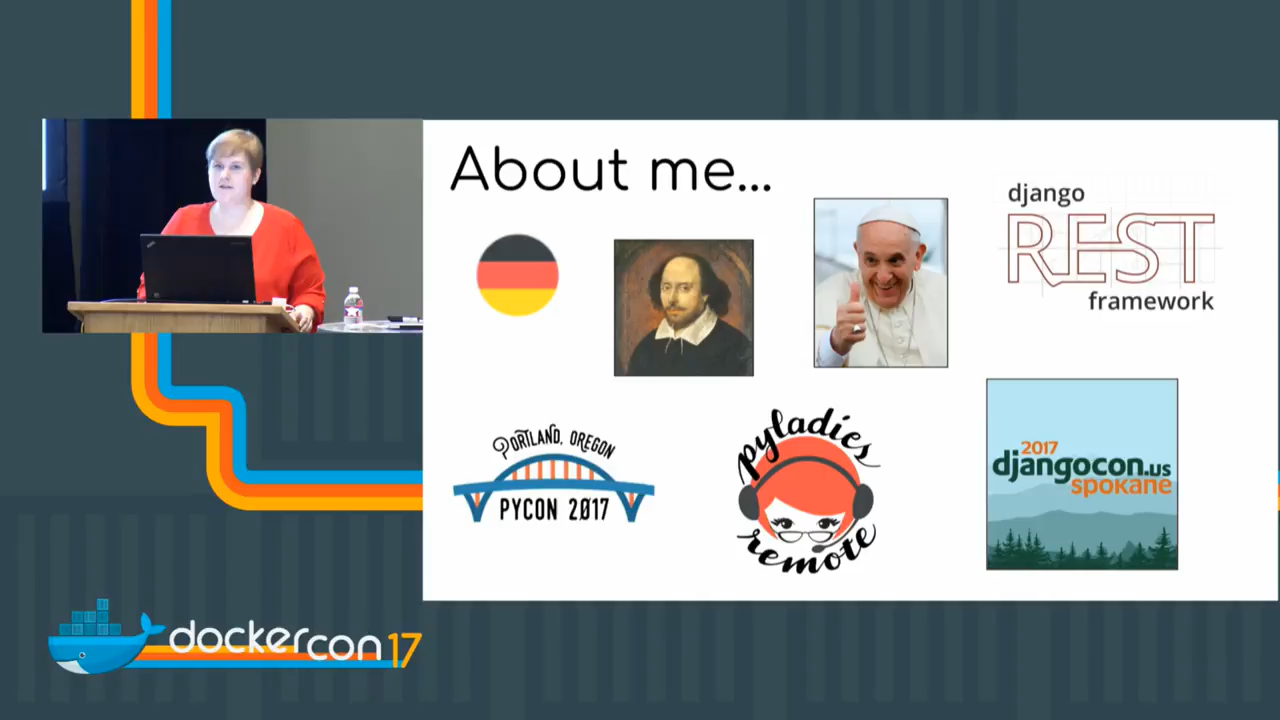 About me...
django
REST
framework
PORTLAND, OREGON
PYCON 2017
pyladies
remote
2017
djangocon.us
spokane
dockercon17